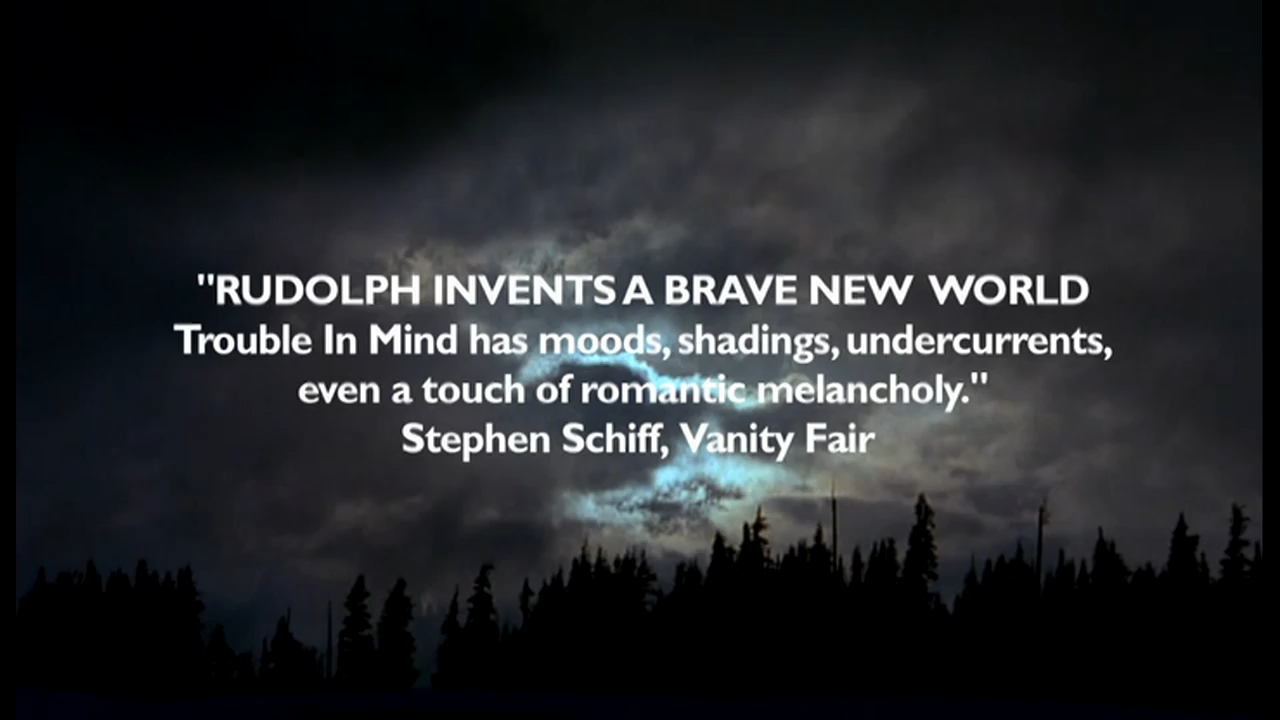 "RUDOLPH INVENTS A BRAVE NEW WORLD
Trouble In Mind has moods, shadings, undercurrents,
even a touch of romantic melancholy."
Stephen Schiff, Vanity Fair